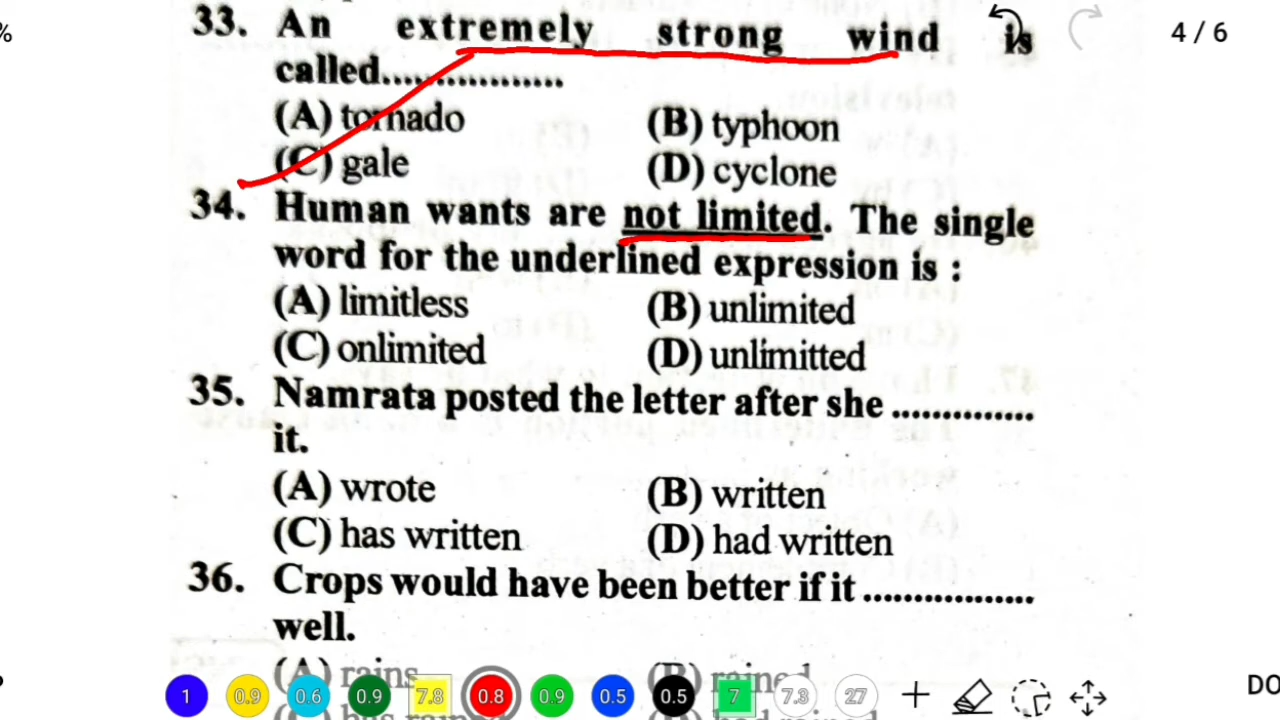 %
33. An extremely strong wind is
4 / 6
called.................
(A) tornado (B) typhoon
(C) gale (D) cyclone
34. Human wants are not limited. The single
word for the underlined expression is :
(A) limitless (B) unlimited
(C) onlimited (D) unlimitted
35. Namrata posted the letter after she ..............
it.
(A) wrote (B) written
(C) has written (D) had written
36. Crops would have been better if it .................
well.
(A) rains (B) rained
1 0.9 0.6 0.9 7.8 0.8 0.9 0.5 0.5 7 7.3 27
DO